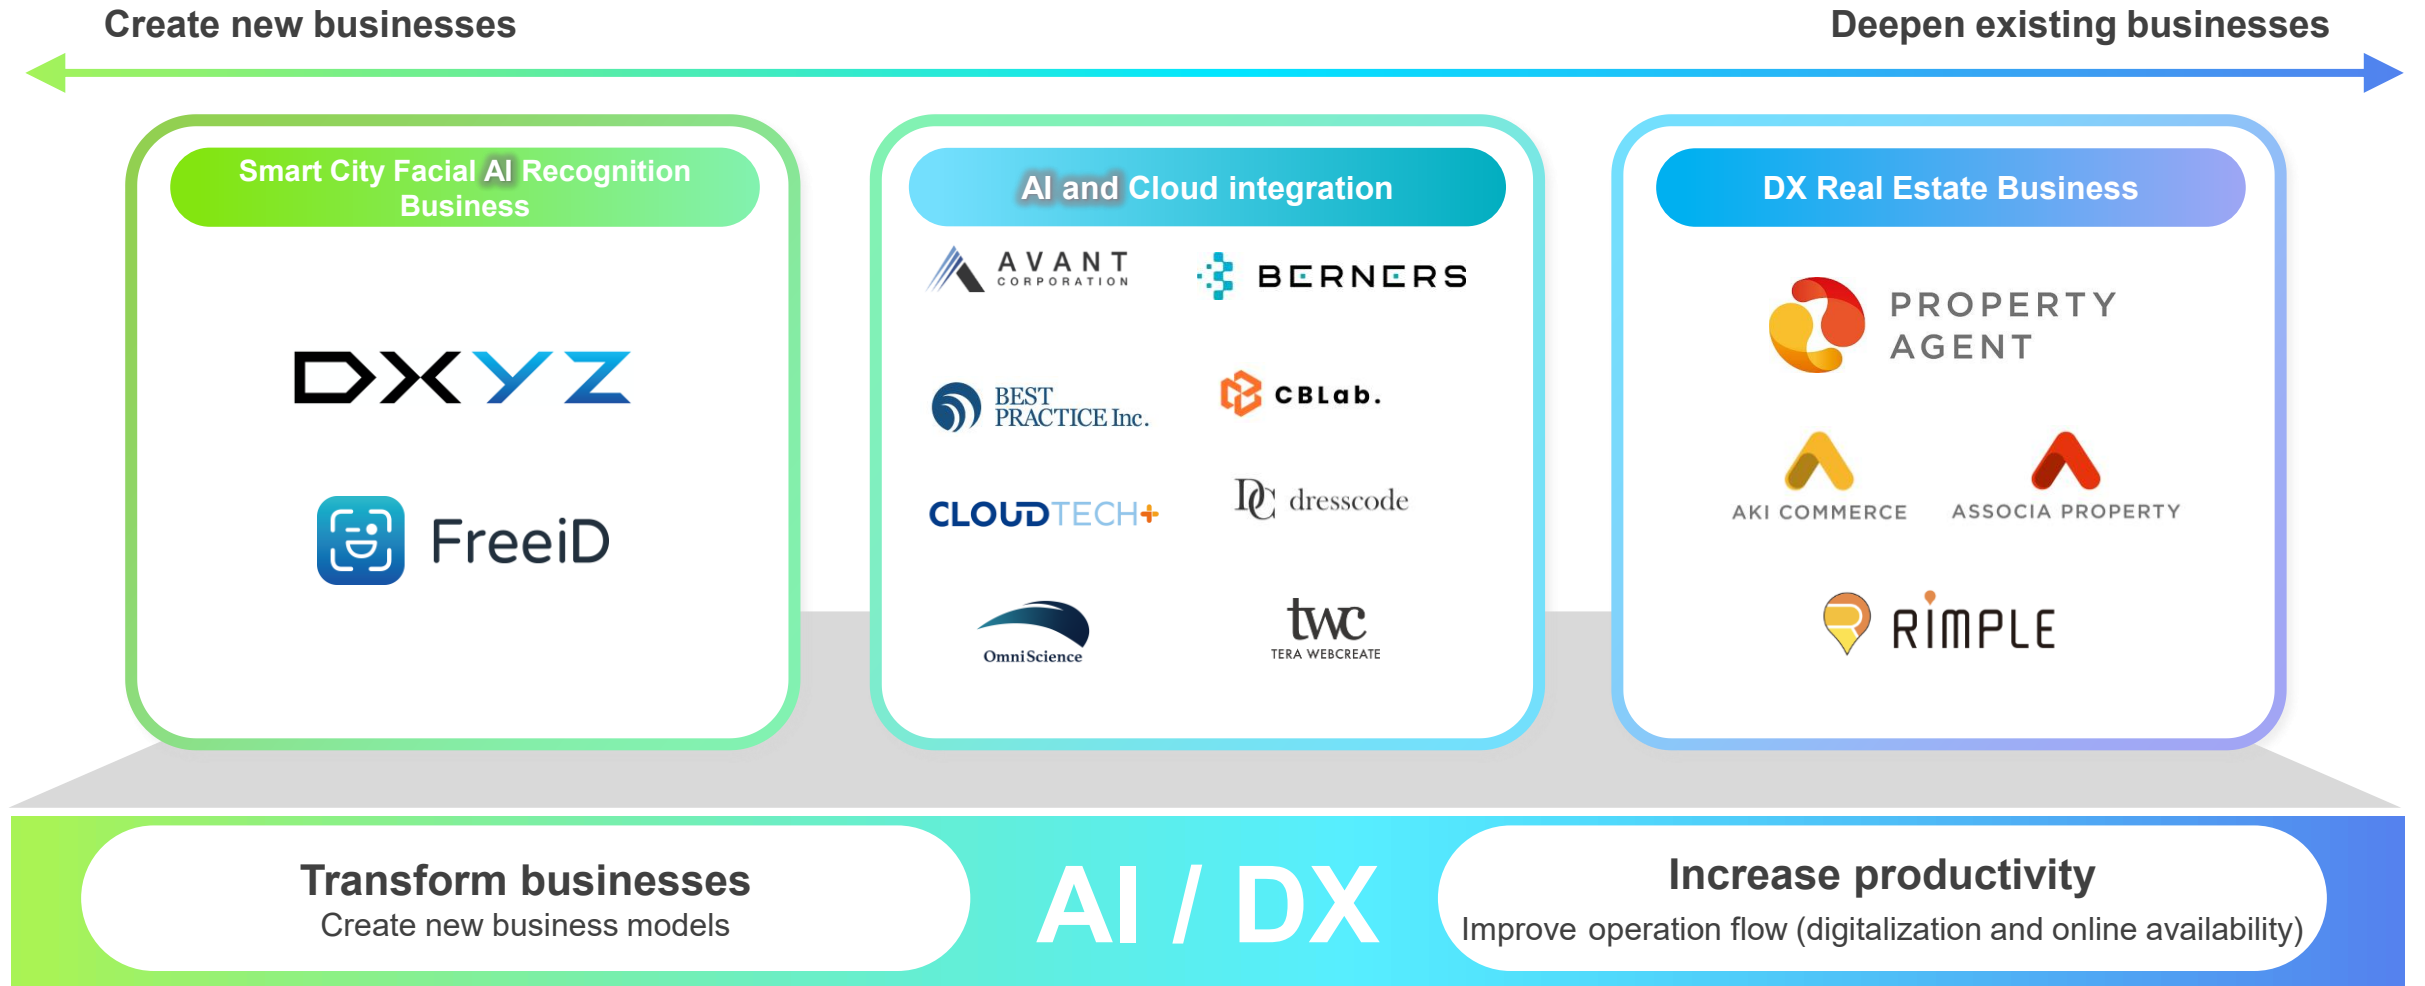 Create new businesses
Deepen existing businesses
Smart City Facial AI Recognition
Business
DXYZ
FreeiD
AI and Cloud integration
AVANT
CORPORATION
BERNERS
BEST
PRACTICE Inc.
CBLab.
CLOUDTECH+
DC dresscode
OmniScience
twc
TERA WEBCREATE
DX Real Estate Business
PROPERTY
AGENT
AKI COMMERCE
ASSOCIA PROPERTY
RIMPLE
Transform businesses
Create new business models
AI / DX
Increase productivity
Improve operation flow (digitalization and online availability)